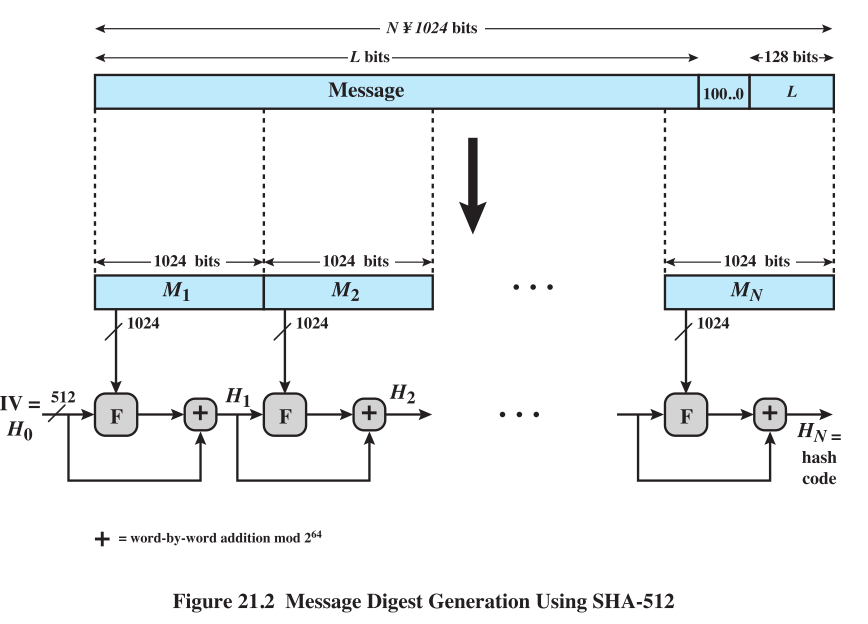 N ¥ 1024 bits
L bits
128 bits
Message
100..0
L
1024 bits
1024 bits
1024 bits
M1
M2
. . .
MN
1024
1024
1024
IV =
H0
512
F
+
H1
F
+
H2
. . .
F
+
HN =
hash
code
+ = word-by-word addition mod 2^64
Figure 21.2 Message Digest Generation Using SHA-512